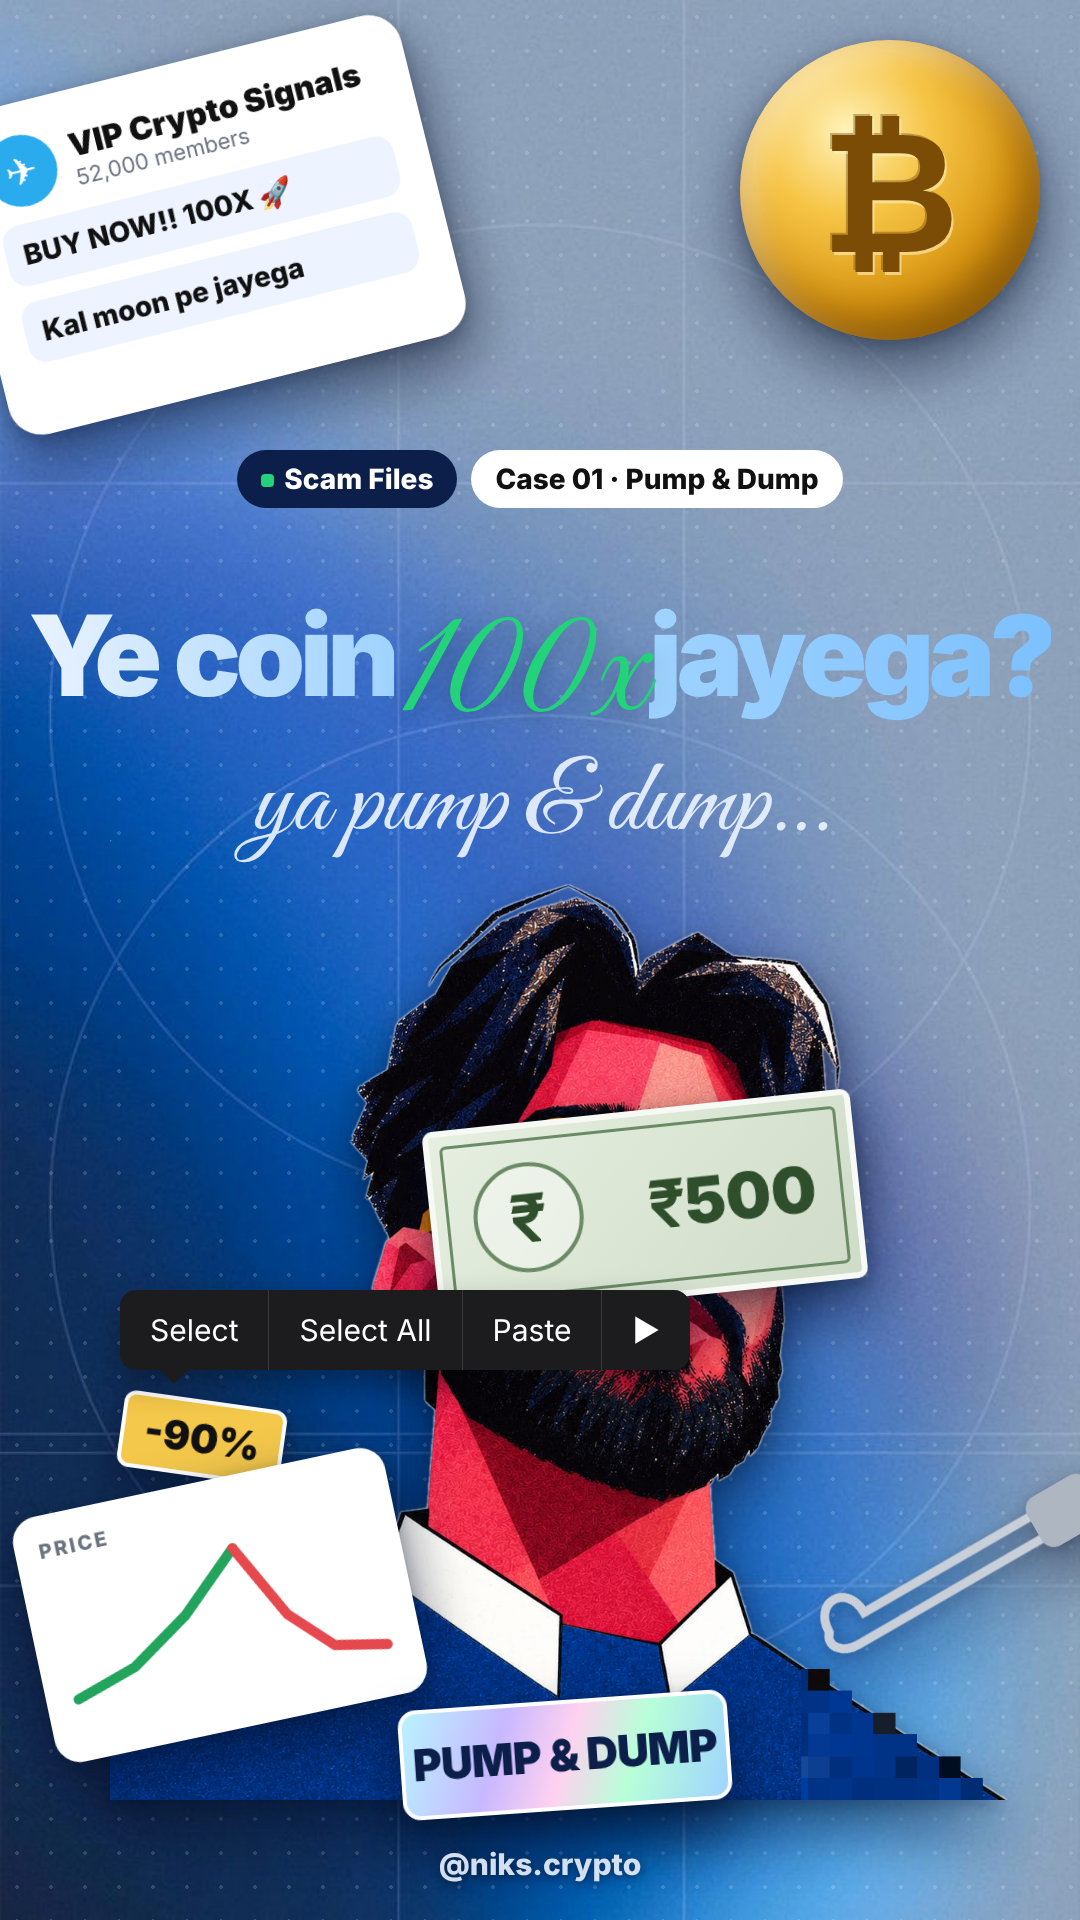 VIP Crypto Signals
52,000 members
BUY NOW!! 100X 🚀
Kal moon pe jayega
₿
Scam Files
Case 01 · Pump & Dump
Ye coin 100x jayega?
ya pump & dump...
₹ ₹500
Select Select All Paste ▶
-90%
PRICE
PUMP & DUMP
@niks.crypto